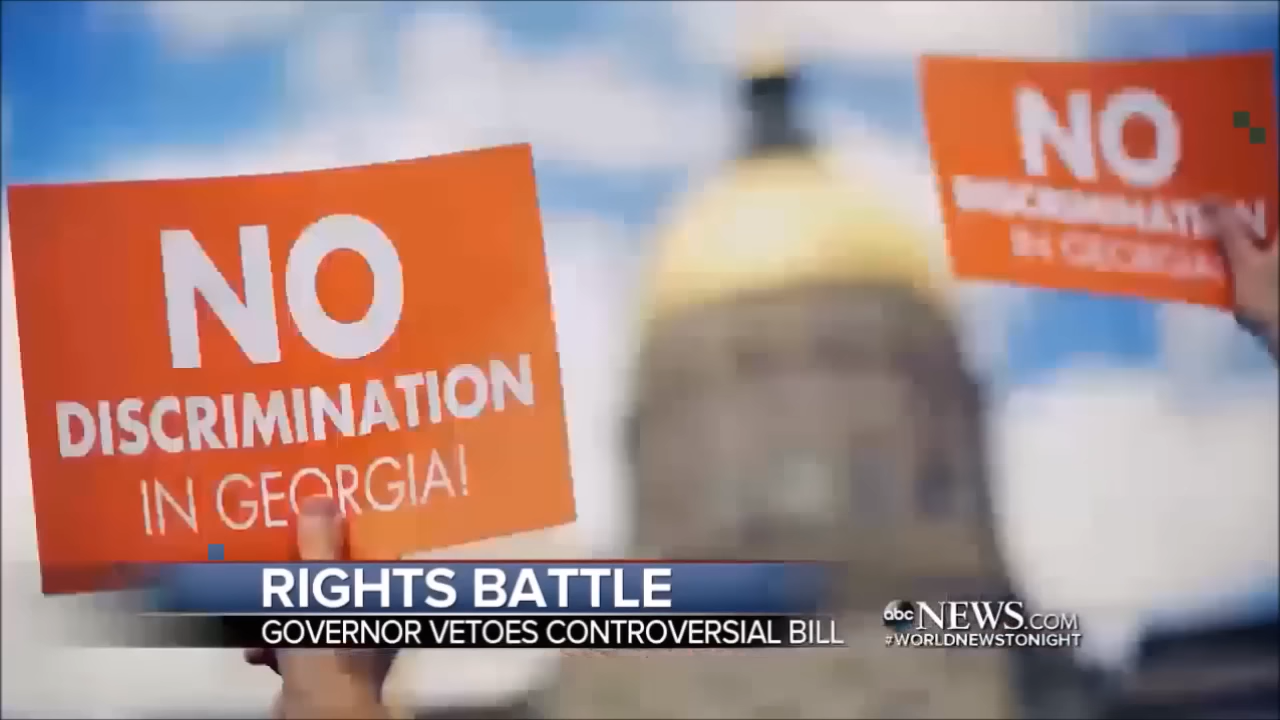 NO
DISCRIMINATION
IN GEORGIA!
NO
DISCRIMINATION
IN GEORGIA
RIGHTS BATTLE
GOVERNOR VETOES CONTROVERSIAL BILL
abc NEWS.COM
#WORLDNEWSTONIGHT